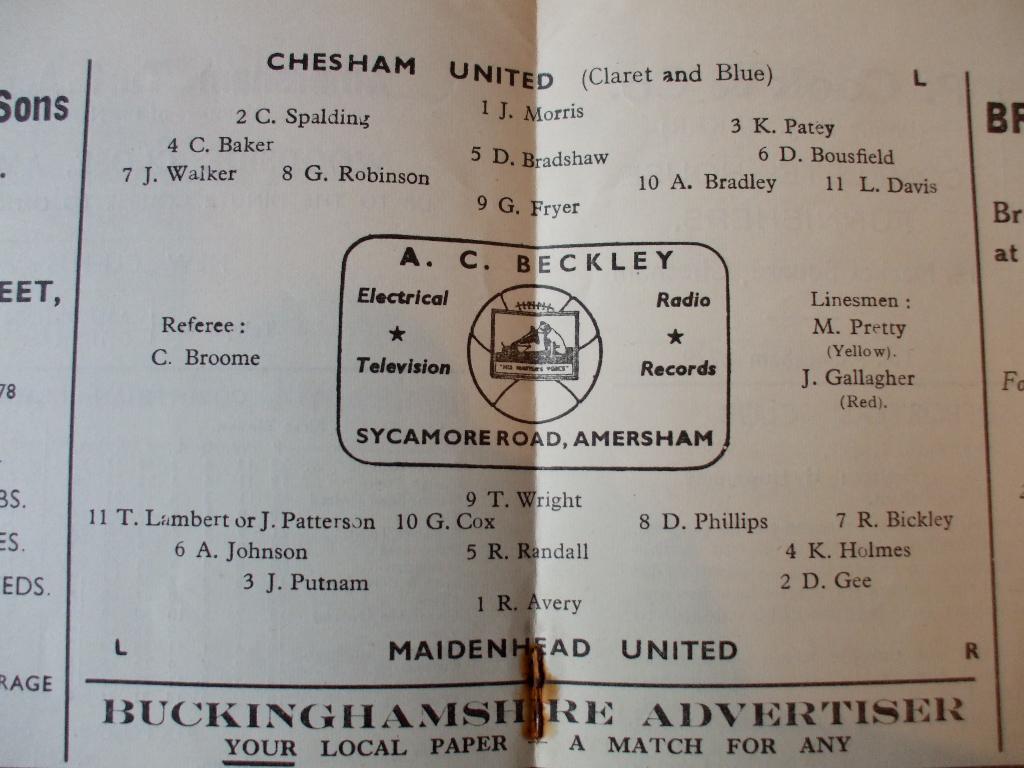 CHESHAM UNITED (Claret and Blue) L
2 C. Spalding 1 J. Morris 3 K. Patey
4 C. Baker 5 D. Bradshaw 6 D. Bousfield
7 J. Walker 8 G. Robinson 10 A. Bradley 11 L. Davis
9 G. Fryer
A. C. BECKLEY
Electrical Radio
Television Records
"HIS MASTER'S VOICE"
SYCAMORE ROAD, AMERSHAM
Referee :
C. Broome
Linesmen :
M. Pretty
(Yellow).
J. Gallagher
(Red).
9 T. Wright
11 T. Lambert or J. Patterson 10 G. Cox 8 D. Phillips 7 R. Bickley
6 A. Johnson 5 R. Randall 4 K. Holmes
3 J. Putnam 2 D. Gee
1 R. Avery
L MAIDENHEAD UNITED R
BUCKINGHAMSHIRE ADVERTISER
YOUR LOCAL PAPER — A MATCH FOR ANY
Sons
EET,
78
BS.
ES.
EDS.
RAGE
BR
Br
at
Fo